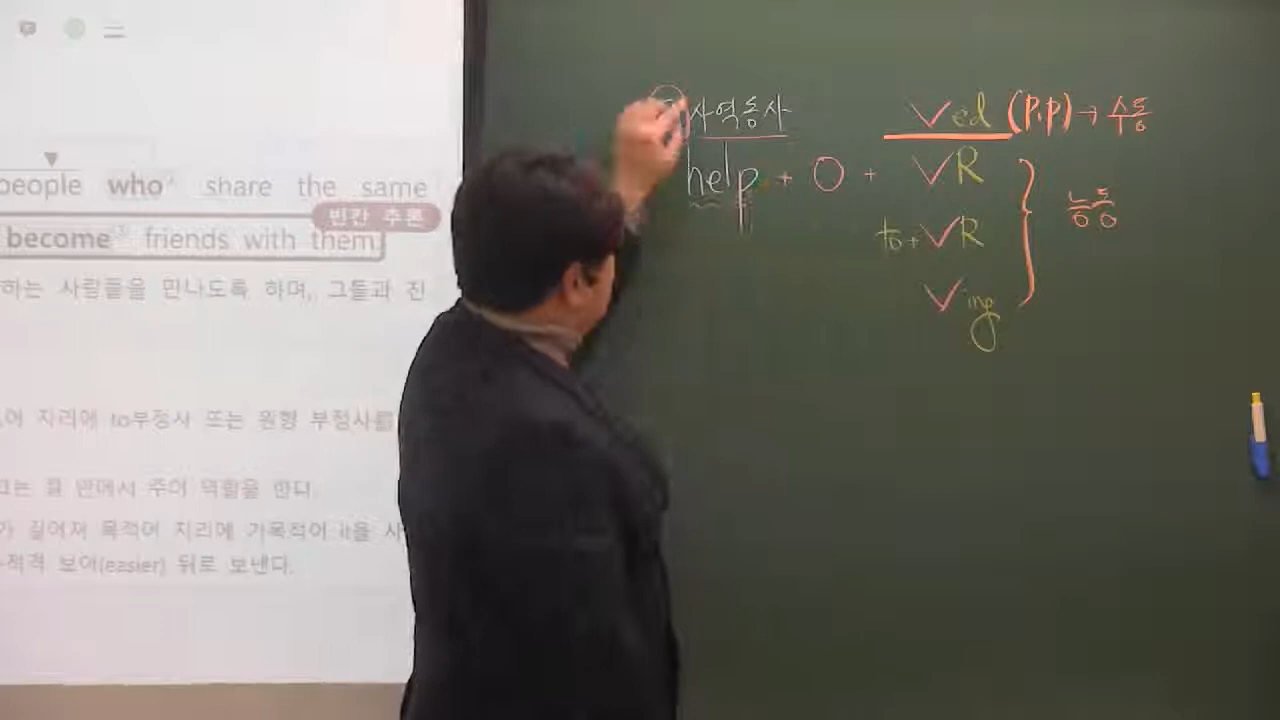 people who² share the same
빈칸 추론
become³ friends with them.
하는 사람들을 만나도록 하며, 그들과 진
어 자리에 to부정사 또는 원형 부정사를
는 절 안에서 주어 역할을 한다.
가 길어져 목적어 자리에 가목적어 it을 사
적격 보어(easier) 뒤로 보낸다.
사역동사 Ved (p.p) → 수동
help + O + VR
to + VR
Ving
능동